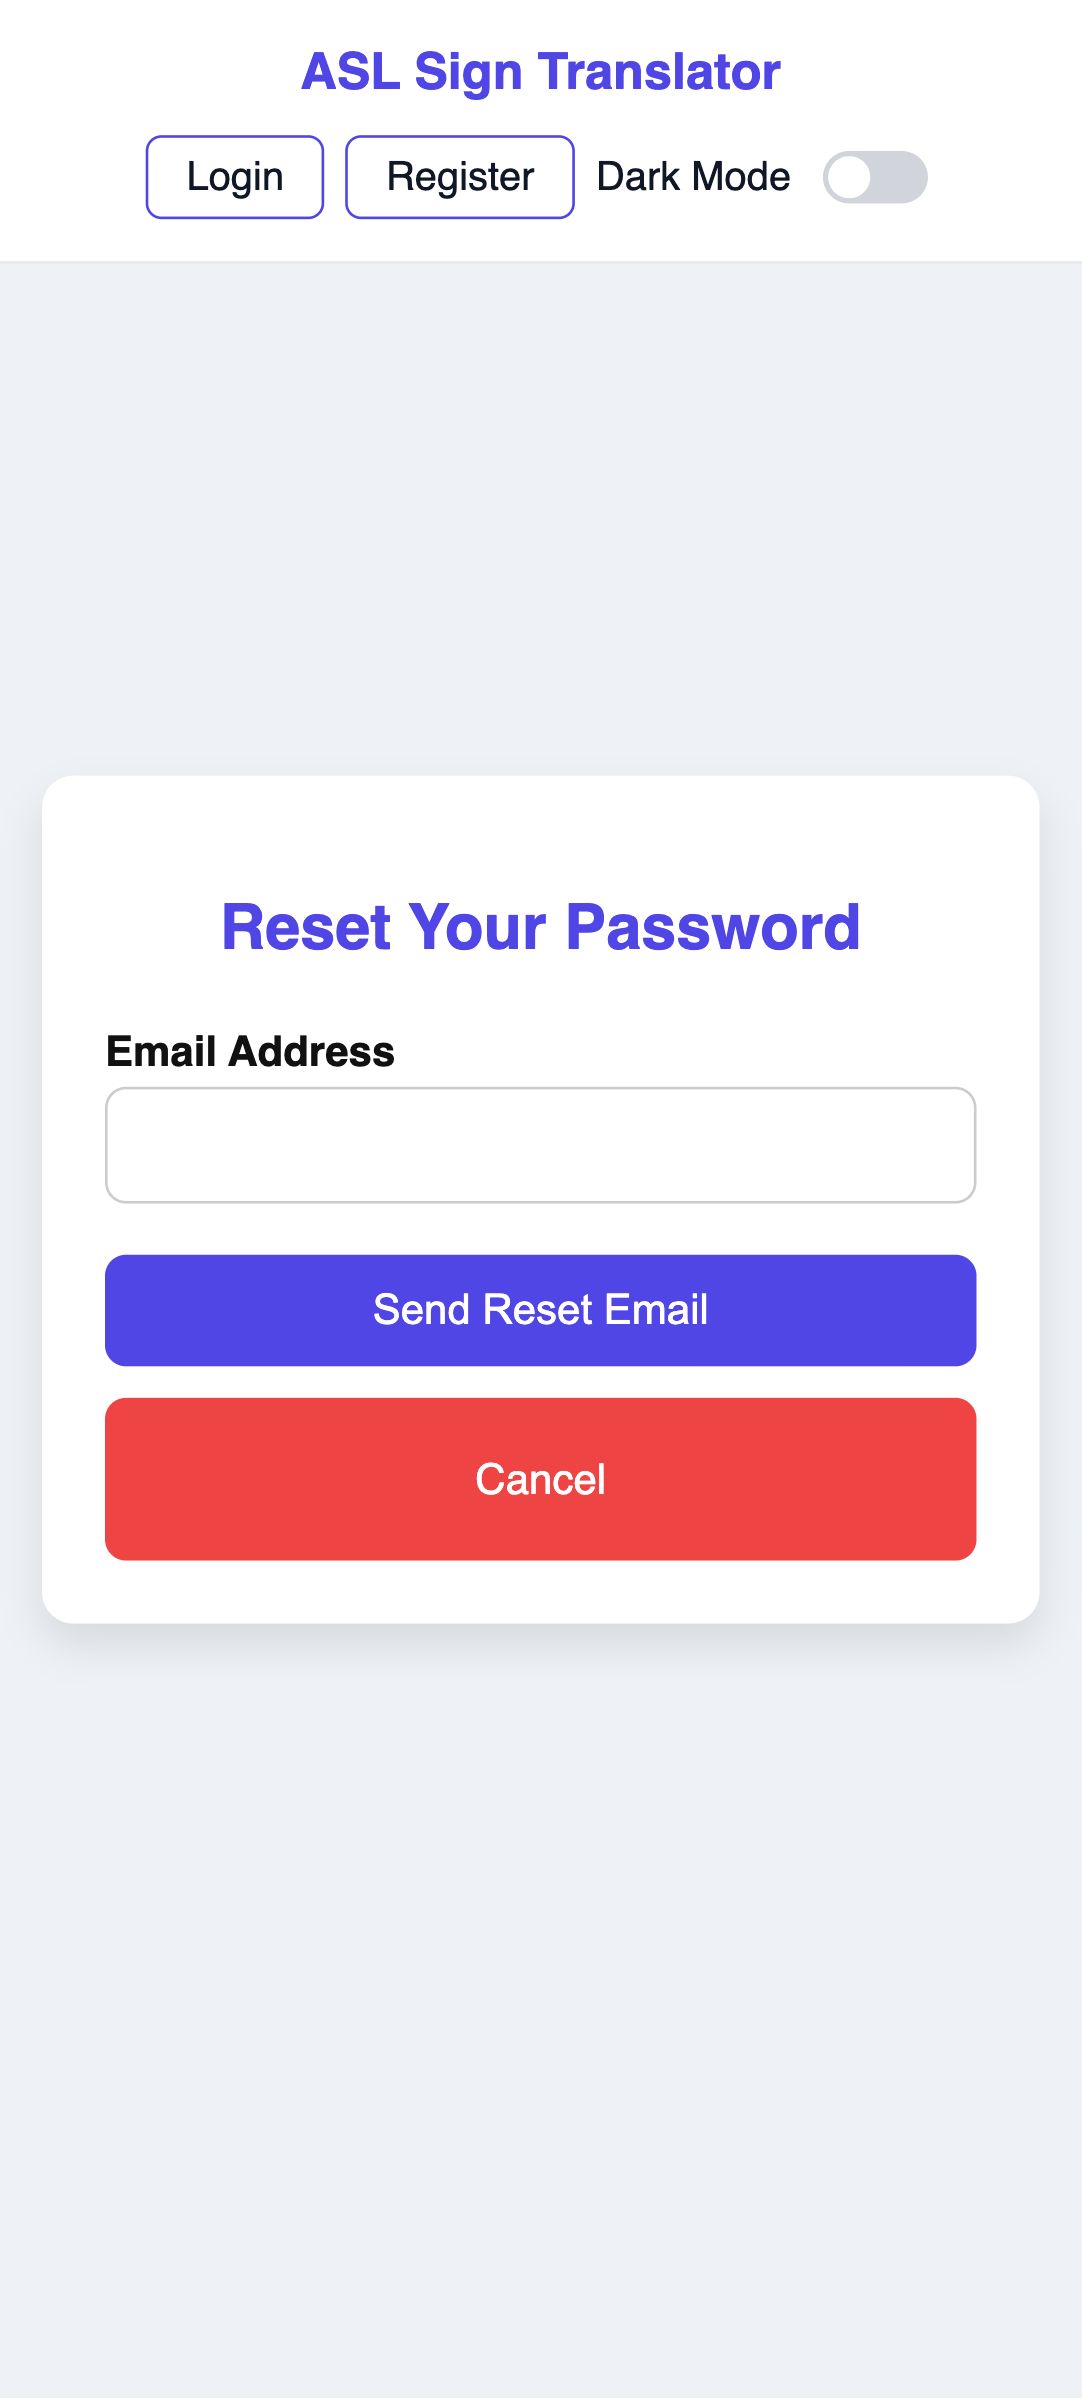 ASL Sign Translator
Login Register Dark Mode
Reset Your Password
Email Address
Send Reset Email
Cancel